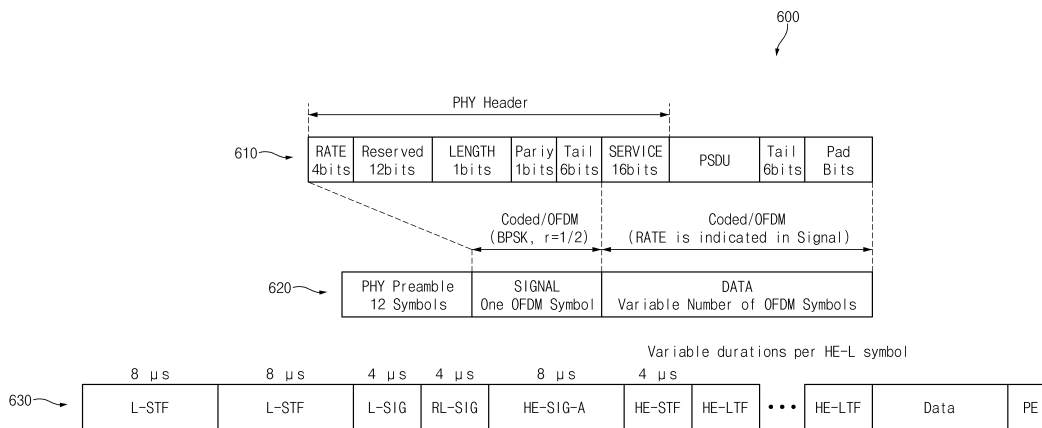 600
PHY Header
610
RATE
4bits
Reserved
12bits
LENGTH
1bits
Pariy
1bits
Tail
6bits
SERVICE
16bits
PSDU
Tail
6bits
Pad
Bits
Coded/OFDM
(BPSK, r=1/2)
Coded/OFDM
(RATE is indicated in Signal)
620
PHY Preamble
12 Symbols
SIGNAL
One OFDM Symbol
DATA
Variable Number of OFDM Symbols
Variable durations per HE-L symbol
8 μs
8 μs
4 μs
4 μs
8 μs
4 μs
630
L-STF
L-STF
L-SIG
RL-SIG
HE-SIG-A
HE-STF
HE-LTF
•••
HE-LTF
Data
PE